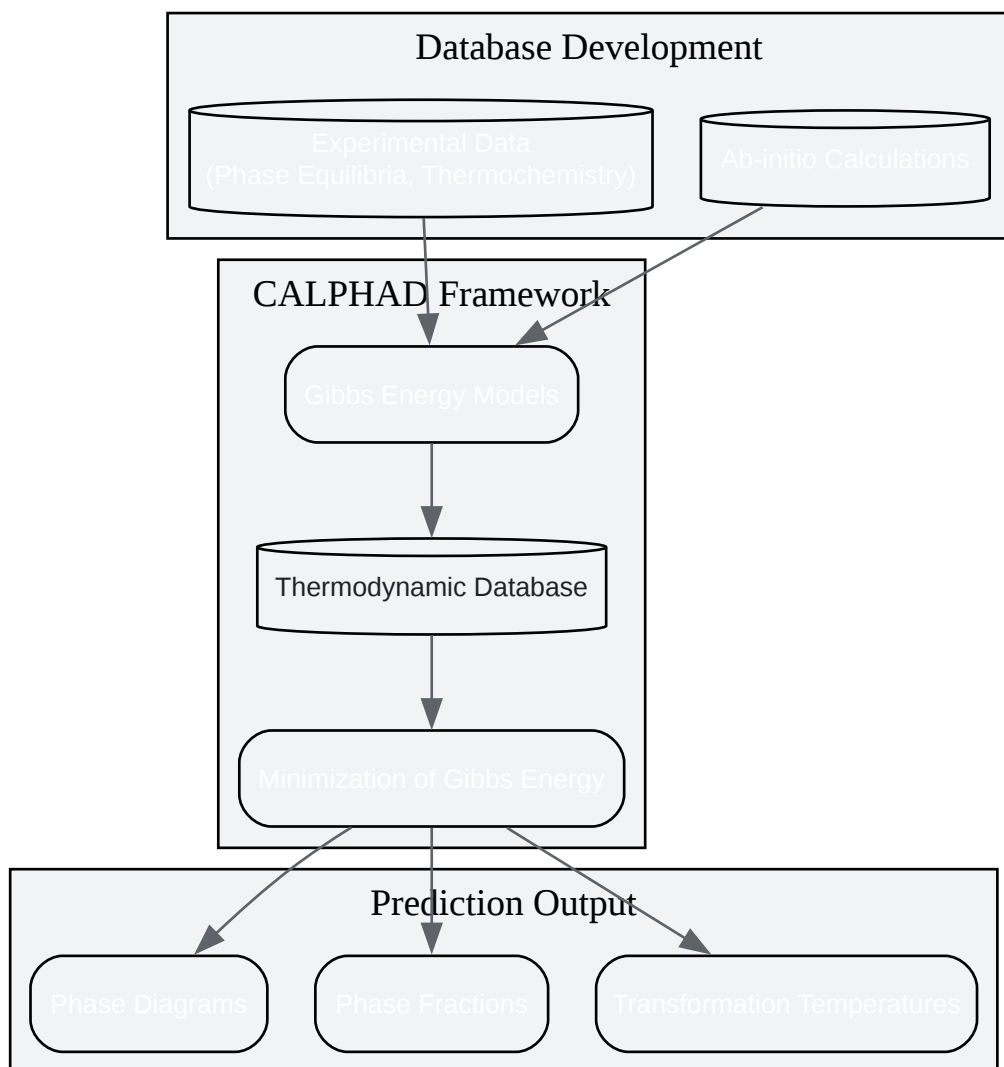 Database Development
Experimental Data
(Phase Equilibria, Thermochemistry)
Ab-initio Calculations
CALPHAD Framework
Gibbs Energy Models
Thermodynamic Database
Minimization of Gibbs Energy
Prediction Output
Phase Diagrams
Phase Fractions
Transformation Temperatures